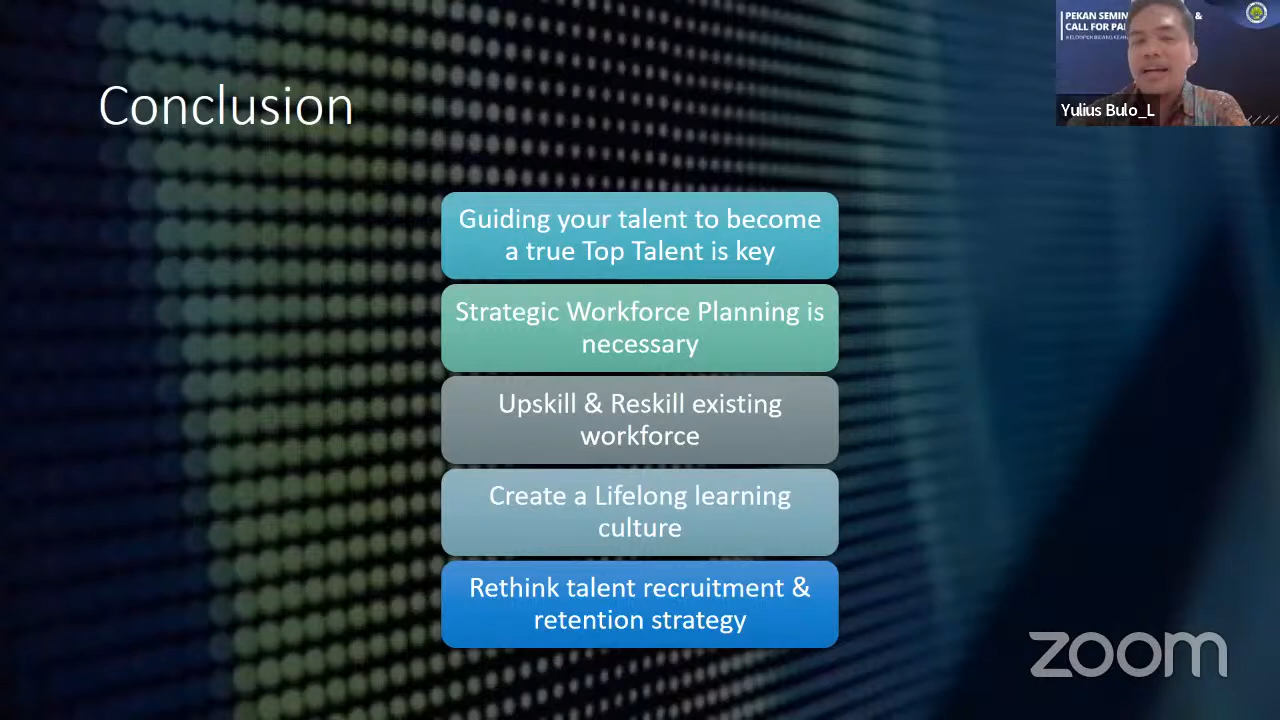 PEKAN SEMIN &
CALL FOR PA
Yulius Bulo_L
Conclusion
Guiding your talent to become
a true Top Talent is key
Strategic Workforce Planning is
necessary
Upskill & Reskill existing
workforce
Create a Lifelong learning
culture
Rethink talent recruitment &
retention strategy
zoom